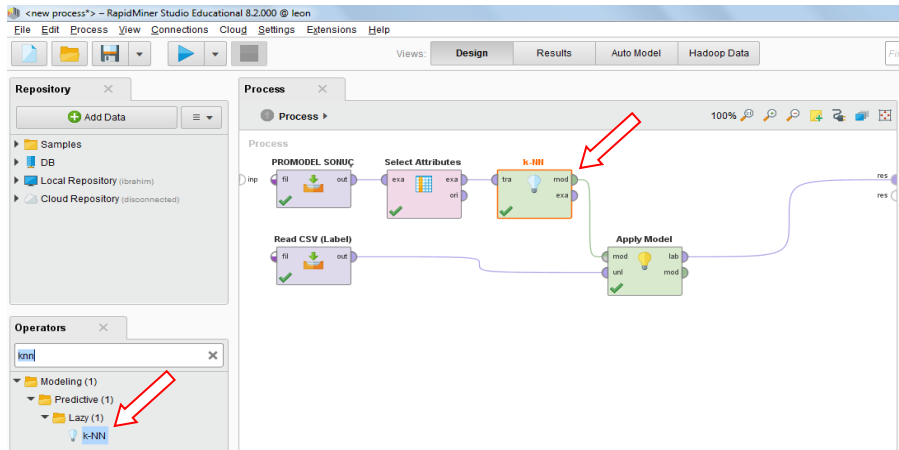 <new process*> – RapidMiner Studio Educational 8.2.000 @ leon
File Edit Process View Connections Cloud Settings Extensions Help
Views: Design Results Auto Model Hadoop Data
Repository
Add Data
Samples
DB
Local Repository (ibrahim)
Cloud Repository (disconnected)
Operators
knn
Modeling (1)
Predictive (1)
Lazy (1)
k-NN
Process
Process
100%
Process
PROMODEL SONUÇ Select Attributes k-NN
inp fil out exa exa tra mod res
ori exa res
Read CSV (Label) Apply Model
fil out mod lab
unl mod